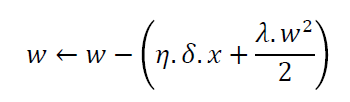 w ← w − (η. δ. x + λ. w² / 2)